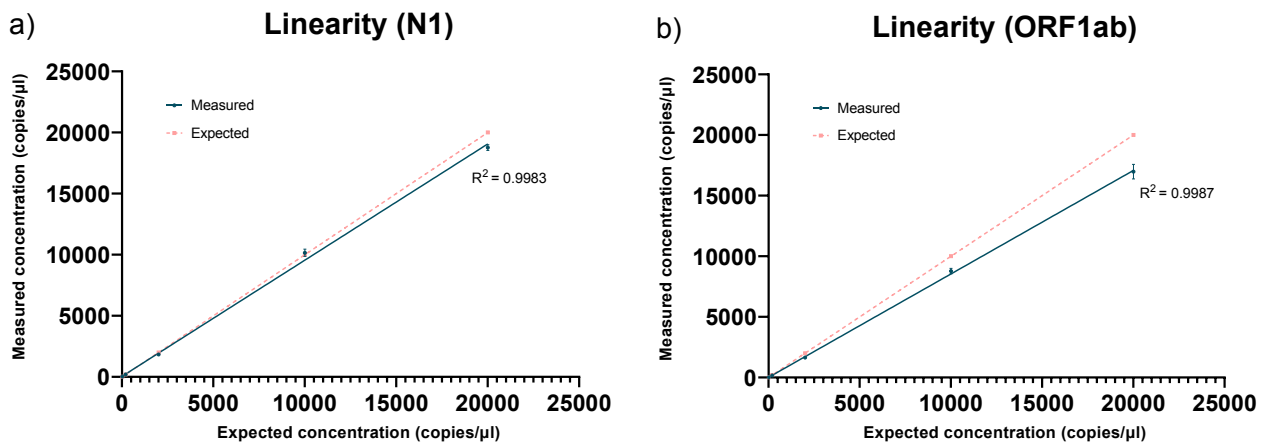 a)
Linearity (N1)
Measured concentration (copies/µl)
25000
20000
15000
10000
5000
0
Measured
Expected
R² = 0.9983
0 5000 10000 15000 20000 25000
Expected concentration (copies/µl)
b)
Linearity (ORF1ab)
Measured concentration (copies/µl)
25000
20000
15000
10000
5000
0
Measured
Expected
R² = 0.9987
0 5000 10000 15000 20000 25000
Expected concentration (copies/µl)